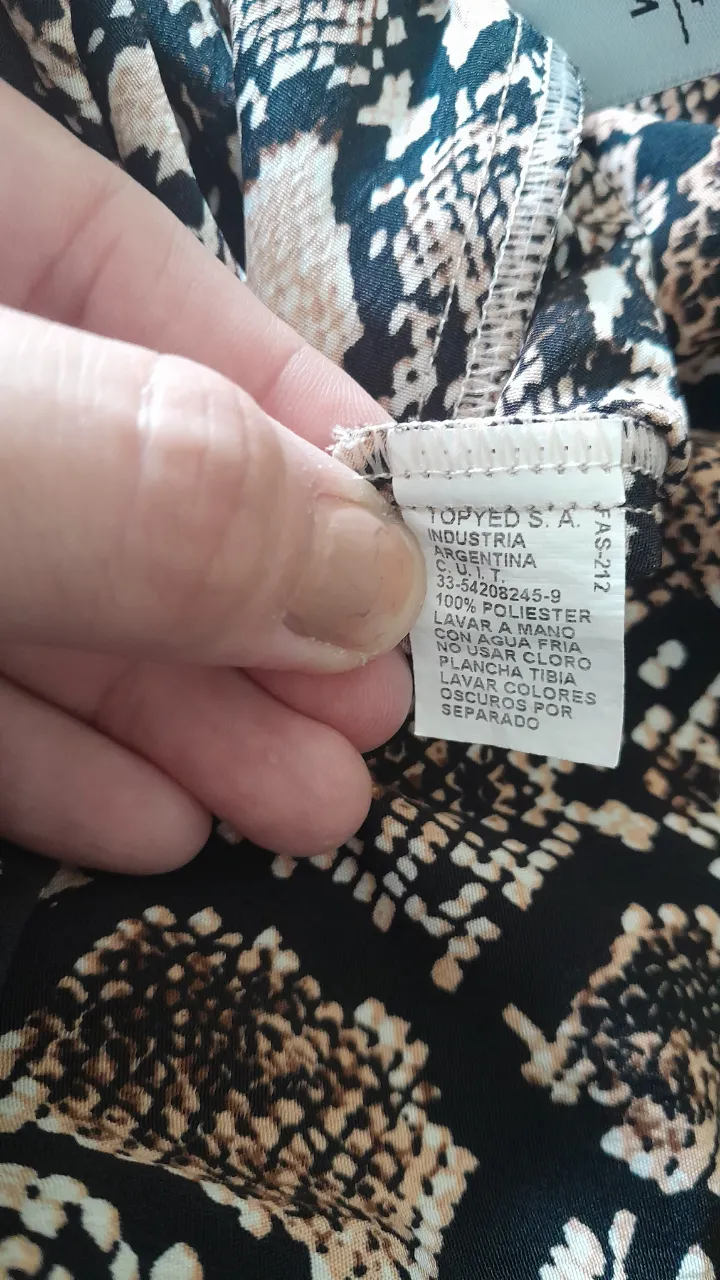 TOPYED S. A.
INDUSTRIA
ARGENTINA
C. U. I. T.
33-54208245-9
100% POLIESTER
LAVAR A MANO
CON AGUA FRIA
NO USAR CLORO
PLANCHA TIBIA
LAVAR COLORES
OSCUROS POR
SEPARADO
FAS-212